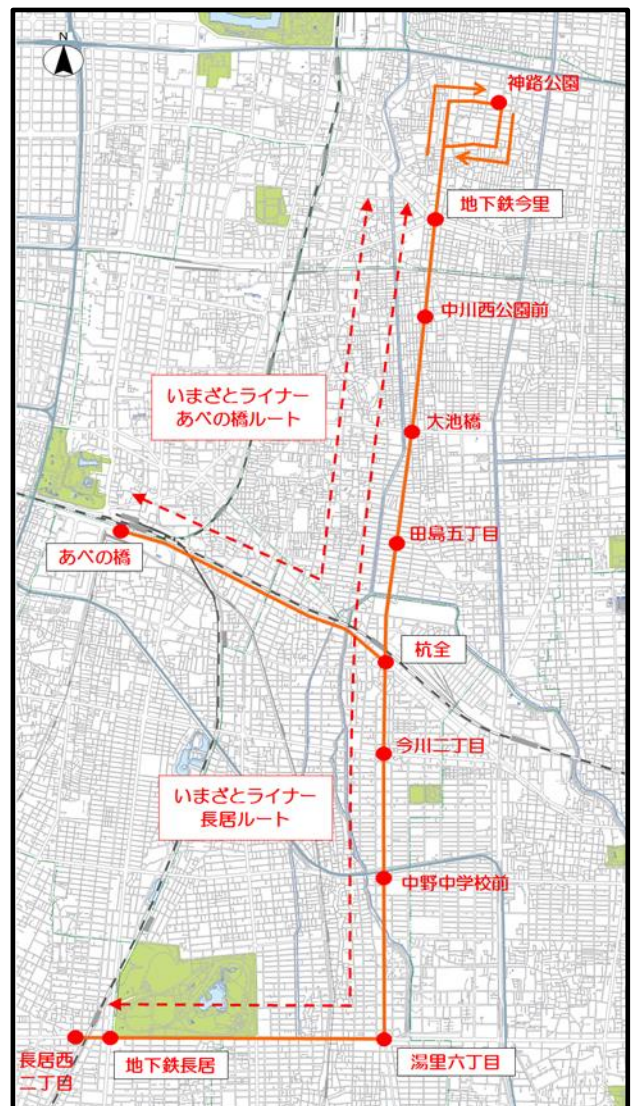 N
神路公園
地下鉄今里
中川西公園前
いまざとライナー
あべの橋ルート
大池橋
あべの橋
田島五丁目
杭全
今川二丁目
いまざとライナー
長居ルート
中野中学校前
長居西
二丁目
地下鉄長居
湯里六丁目